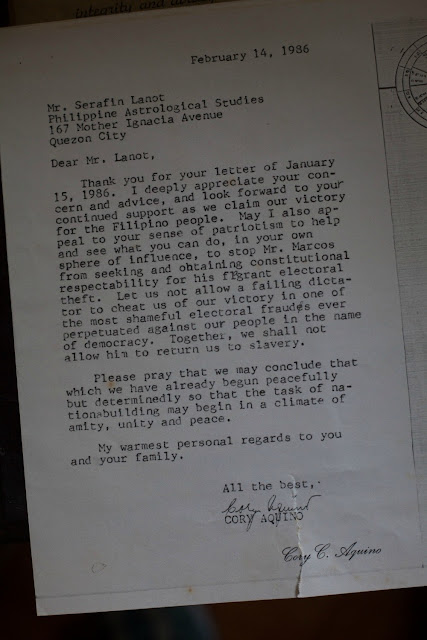 integrity and
February 14, 1986
Mr. Serafin Lanot
Philippine Astrological Studies
167 Mother Ignacia Avenue
Quezon City
Dear Mr. Lanot,
Thank you for your letter of January
15, 1986. I deeply appreciate your con-
cern and advice, and look forward to your
continued support as we claim our victory
for the Filipino people. May I also ap-
peal to your sense of patriotism to help
and see what you can do, in your own
sphere of influence, to stop Mr. Marcos
from seeking and obtaining constitutional
respectability for his flgrant electoral
theft. Let us not allow a failing dicta-
tor to cheat us of our victory in one of
the most shameful electoral frauds ever
perpetuated against our people in the name
of democracy. Together, we shall not
allow him to return us to slavery.
Please pray that we may conclude that
which we have already begun peacefully
but determinedly so that the task of na-
tion building may begin in a climate of
amity, unity and peace.
My warmest personal regards to you
and your family.
All the best,
Cory Aquino
CORY AQUINO
Cory C. Aquino